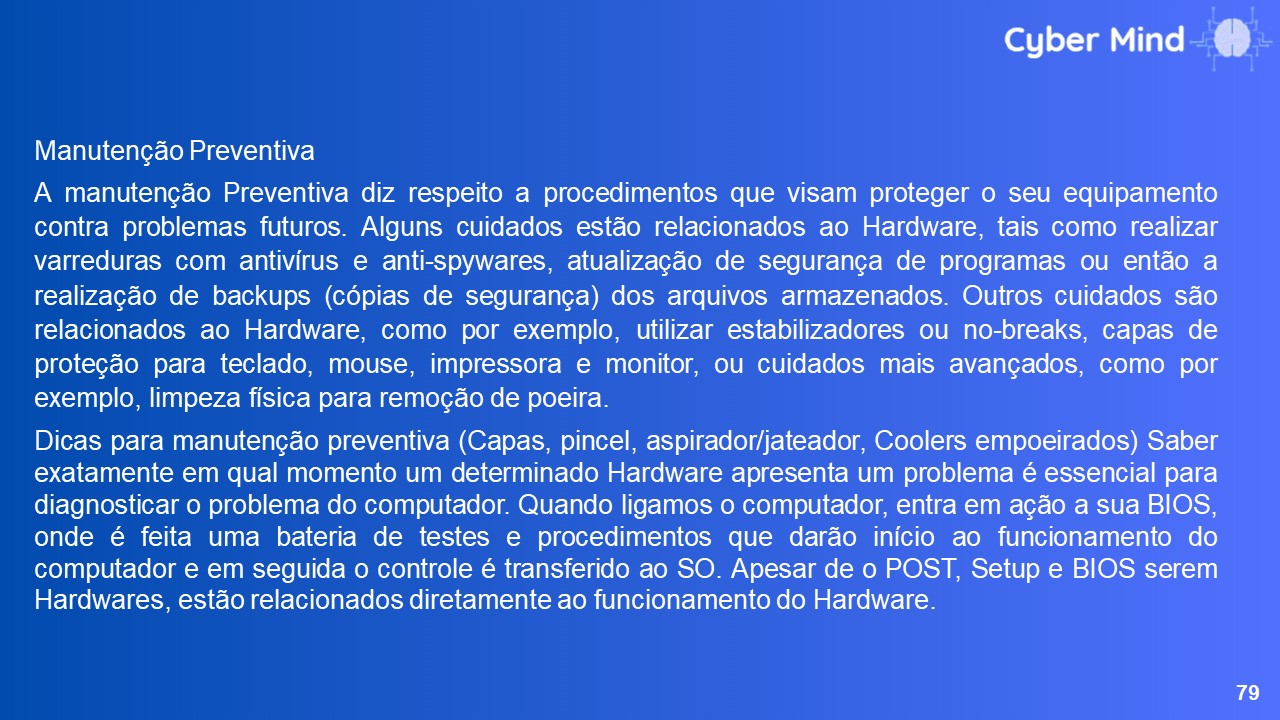 Cyber Mind
Manutenção Preventiva
A manutenção Preventiva diz respeito a procedimentos que visam proteger o seu equipamento
contra problemas futuros. Alguns cuidados estão relacionados ao Hardware, tais como realizar
varreduras com antivírus e anti-spywares, atualização de segurança de programas ou então a
realização de backups (cópias de segurança) dos arquivos armazenados. Outros cuidados são
relacionados ao Hardware, como por exemplo, utilizar estabilizadores ou no-breaks, capas de
proteção para teclado, mouse, impressora e monitor, ou cuidados mais avançados, como por
exemplo, limpeza física para remoção de poeira.
Dicas para manutenção preventiva (Capas, pincel, aspirador/jateador, Coolers empoeirados) Saber
exatamente em qual momento um determinado Hardware apresenta um problema é essencial para
diagnosticar o problema do computador. Quando ligamos o computador, entra em ação a sua BIOS,
onde é feita uma bateria de testes e procedimentos que darão início ao funcionamento do
computador e em seguida o controle é transferido ao SO. Apesar de o POST, Setup e BIOS serem
Hardwares, estão relacionados diretamente ao funcionamento do Hardware.
79